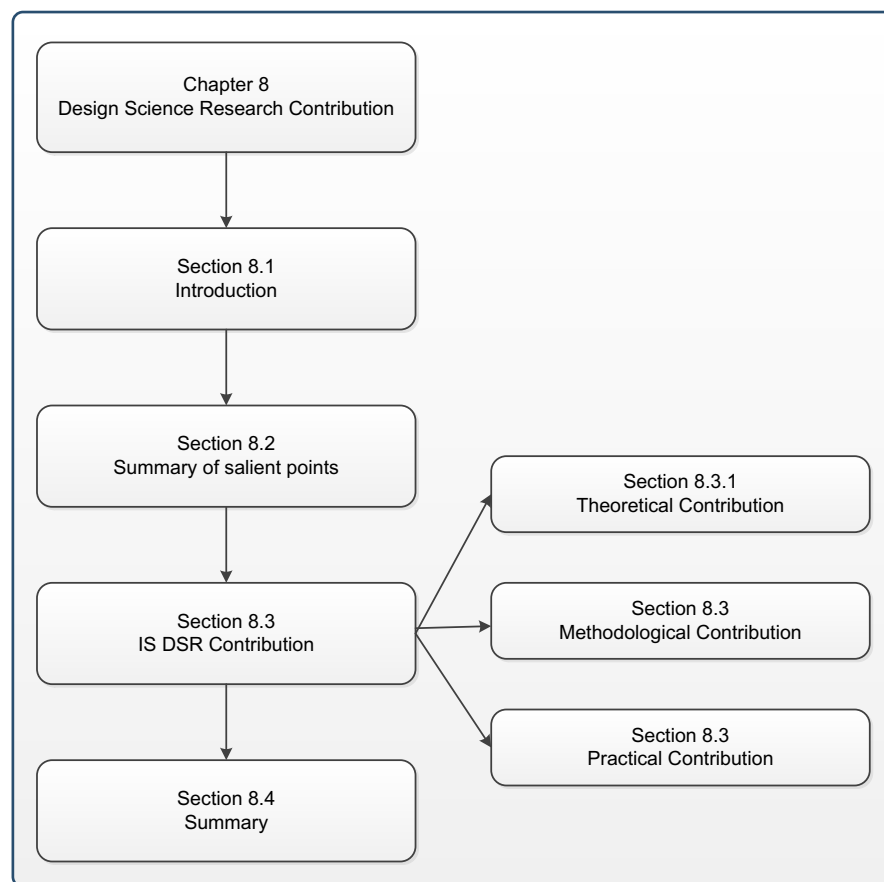 Chapter 8
Design Science Research Contribution
Section 8.1
Introduction
Section 8.2
Summary of salient points
Section 8.3
IS DSR Contribution
Section 8.3.1
Theoretical Contribution
Section 8.3
Methodological Contribution
Section 8.3
Practical Contribution
Section 8.4
Summary